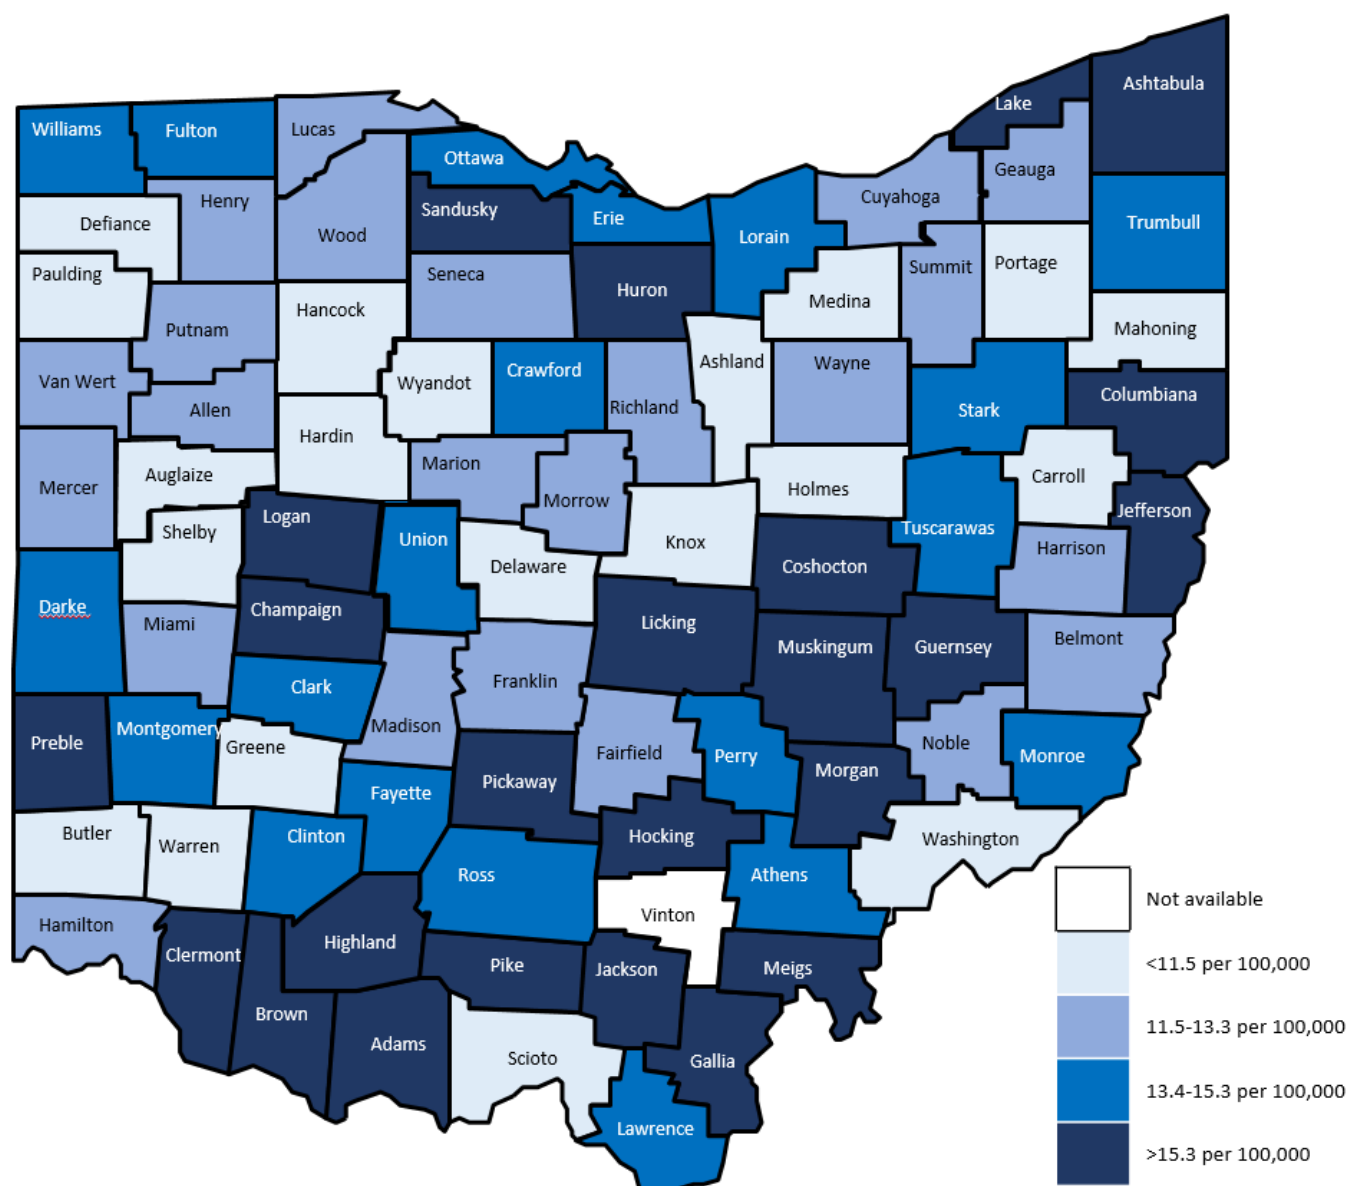 Ashtabula
Lake
Williams
Fulton
Lucas
Ottawa
Geauga
Cuyahoga
Henry
Sandusky
Erie
Defiance
Wood
Lorain
Trumbull
Paulding
Seneca
Summit
Portage
Huron
Medina
Hancock
Putnam
Mahoning
Ashland
Wayne
Crawford
Van Wert
Wyandot
Columbiana
Allen
Richland
Stark
Hardin
Marion
Auglaize
Carroll
Mercer
Holmes
Morrow
Jefferson
Logan
Shelby
Union
Tuscarawas
Knox
Harrison
Delaware
Coshocton
Darke
Champaign
Miami
Licking
Muskingum
Guernsey
Belmont
Clark
Franklin
Madison
Montgomery
Preble
Greene
Fairfield
Perry
Noble
Monroe
Morgan
Pickaway
Fayette
Butler
Clinton
Hocking
Warren
Washington
Ross
Athens
Not available
Vinton
Hamilton
Highland
Clermont
Pike
Jackson
Meigs
<11.5 per 100,000
Brown
11.5-13.3 per 100,000
Adams
Scioto
Gallia
13.4-15.3 per 100,000
Lawrence
>15.3 per 100,000